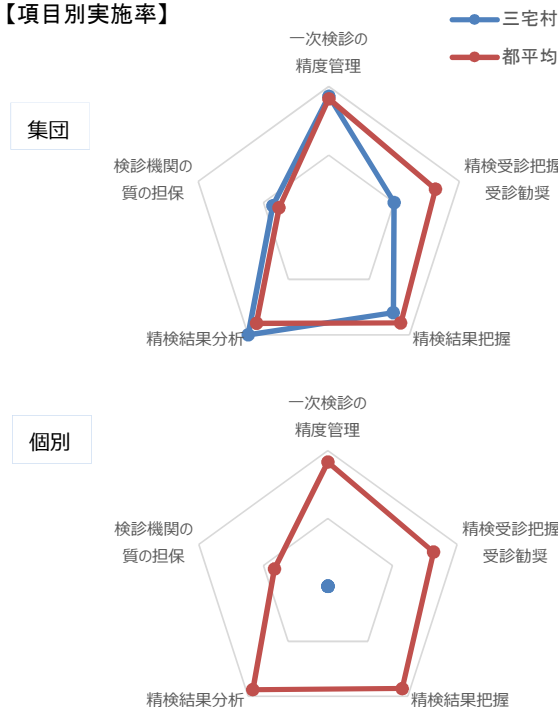 【項目別実施率】
三宅村
都平均
集団
一次検診の
精度管理
検診機関の
質の担保
精検受診把握
受診勧奨
精検結果分析
精検結果把握
個別
一次検診の
精度管理
検診機関の
質の担保
精検受診把握
受診勧奨
精検結果分析
精検結果把握